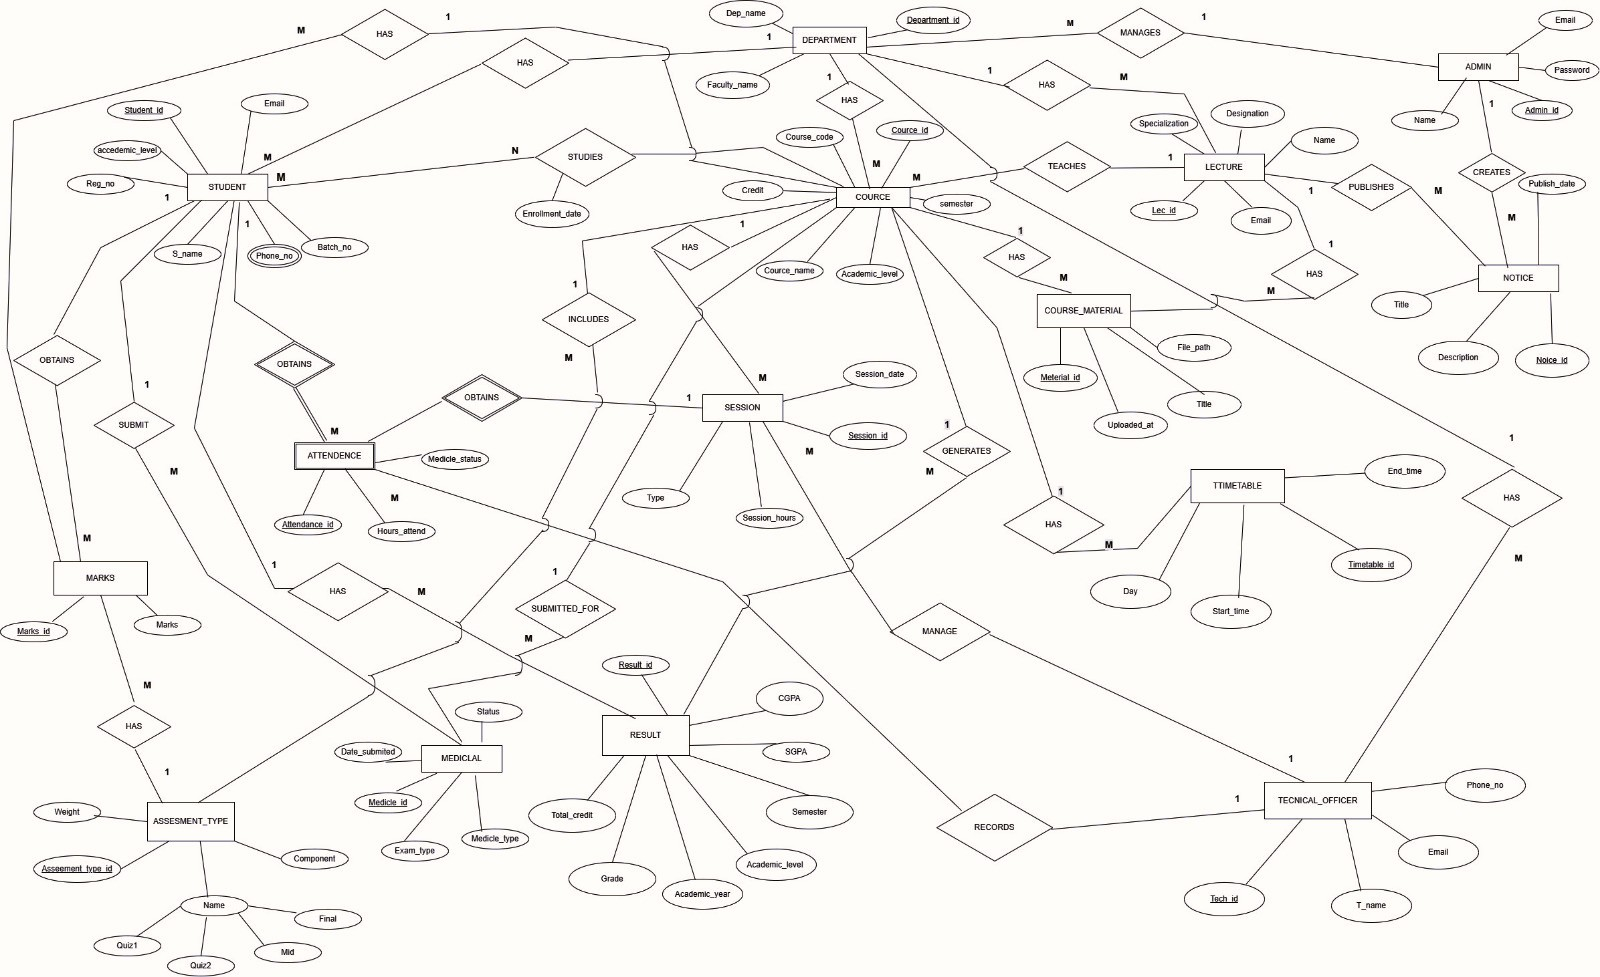 Dep_name
Department_id
M
HAS
1
1
DEPARTMENT
M
MANAGES
1
Email
HAS
Faculty_name
1
HAS
1
HAS
M
ADMIN
Password
1
Name
Admin_id
Student_id
Email
accedemic_level
Reg_no
STUDENT
M
M
N
STUDIES
Enrollment_date
Course_code
Cource_id
M
M
Credit
COURCE
semester
TEACHES
1
Specialization
Designation
Name
LECTURE
Lec_id
Email
1
PUBLISHES
M
CREATES
Publish_date
M
1
1
S_name
Phone_no
Batch_no
HAS
1
Cource_name
Academic_level
1
HAS
M
1
HAS
M
NOTICE
Title
Description
Noice_id
1
INCLUDES
M
COURSE_MATERIAL
File_path
Meterial_id
Title
Uploaded_at
OBTAINS
OBTAINS
1
SUBMIT
M
OBTAINS
1
M
SESSION
Session_date
Session_id
M
Type
Session_hours
M
ATTENDENCE
Medicle_status
M
Attendance_id
Hours_attend
1
GENERATES
M
1
HAS
M
TTIMETABLE
End_time
Timetable_id
Day
Start_time
1
HAS
M
M
MARKS
Marks_id
Marks
1
HAS
M
1
SUBMITTED_FOR
M
MANAGE
M
HAS
1
Result_id
RESULT
CGPA
SGPA
Semester
Total_credit
Grade
Academic_year
Academic_level
Status
Date_submited
MEDICLAL
Medicle_id
Exam_type
Medicle_type
1
RECORDS
1
TECNICAL_OFFICER
Phone_no
Email
Tech_id
T_name
Weight
ASSESMENT_TYPE
Asseement_type_id
Component
Name
Final
Quiz1
Quiz2
Mid